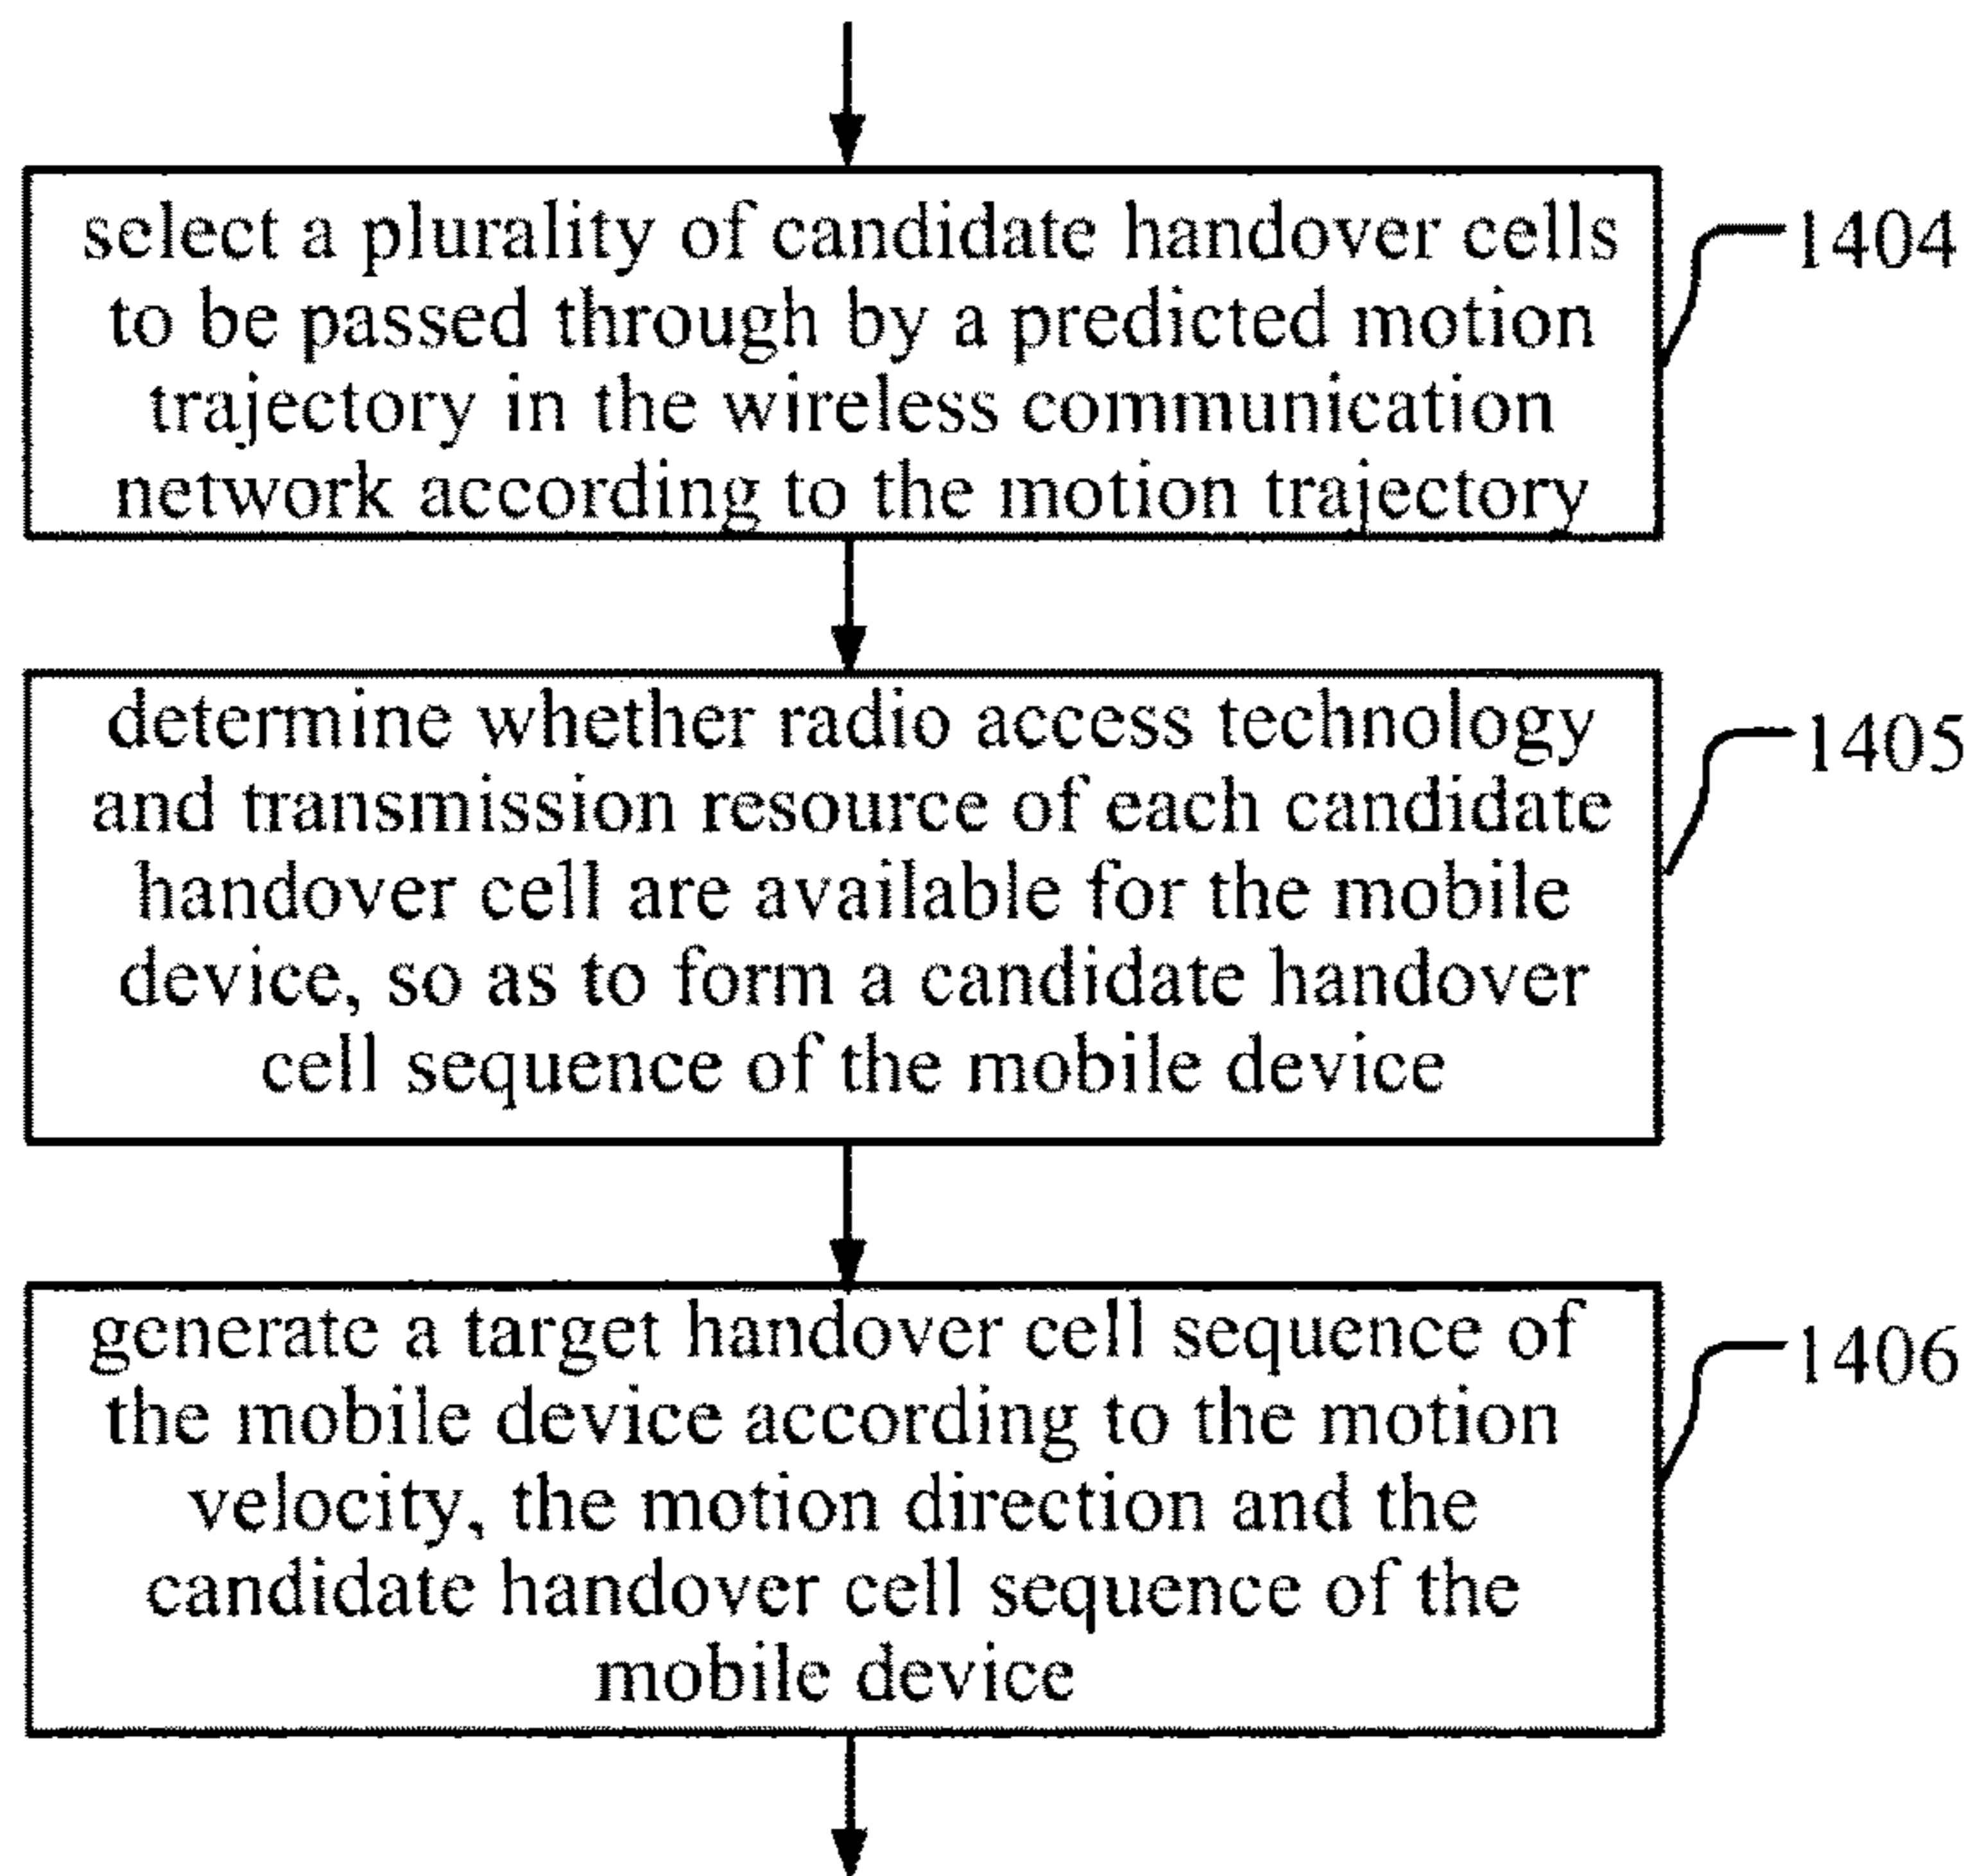 select a plurality of candidate handover cells
to be passed through by a predicted motion
trajectory in the wireless communication
network according to the motion trajectory
1404
determine whether radio access technology
and transmission resource of each candidate
handover cell are available for the mobile
device, so as to form a candidate handover
cell sequence of the mobile device
1405
generate a target handover cell sequence of
the mobile device according to the motion
velocity, the motion direction and the
candidate handover cell sequence of the
mobile device
1406